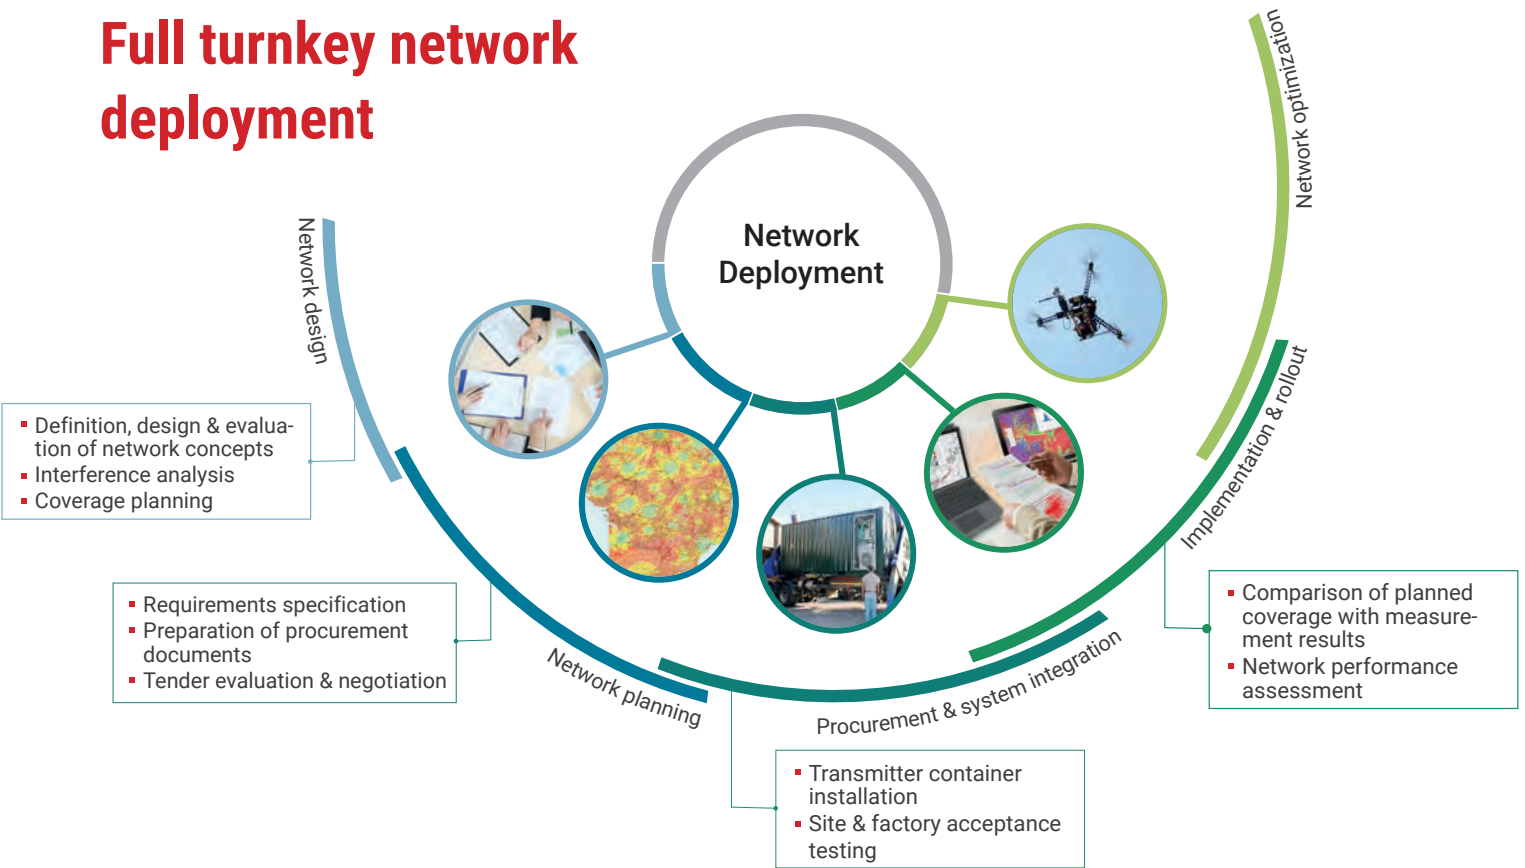 Full turnkey network
deployment
Network
Deployment
Network design
Definition, design & evalua-
tion of network concepts
Interference analysis
Coverage planning
Network planning
Requirements specification
Preparation of procurement
documents
Tender evaluation & negotiation
Procurement & system integration
Transmitter container
installation
Site & factory acceptance
testing
Implementation & rollout
Comparison of planned
coverage with measure-
ment results
Network performance
assessment
Network optimization